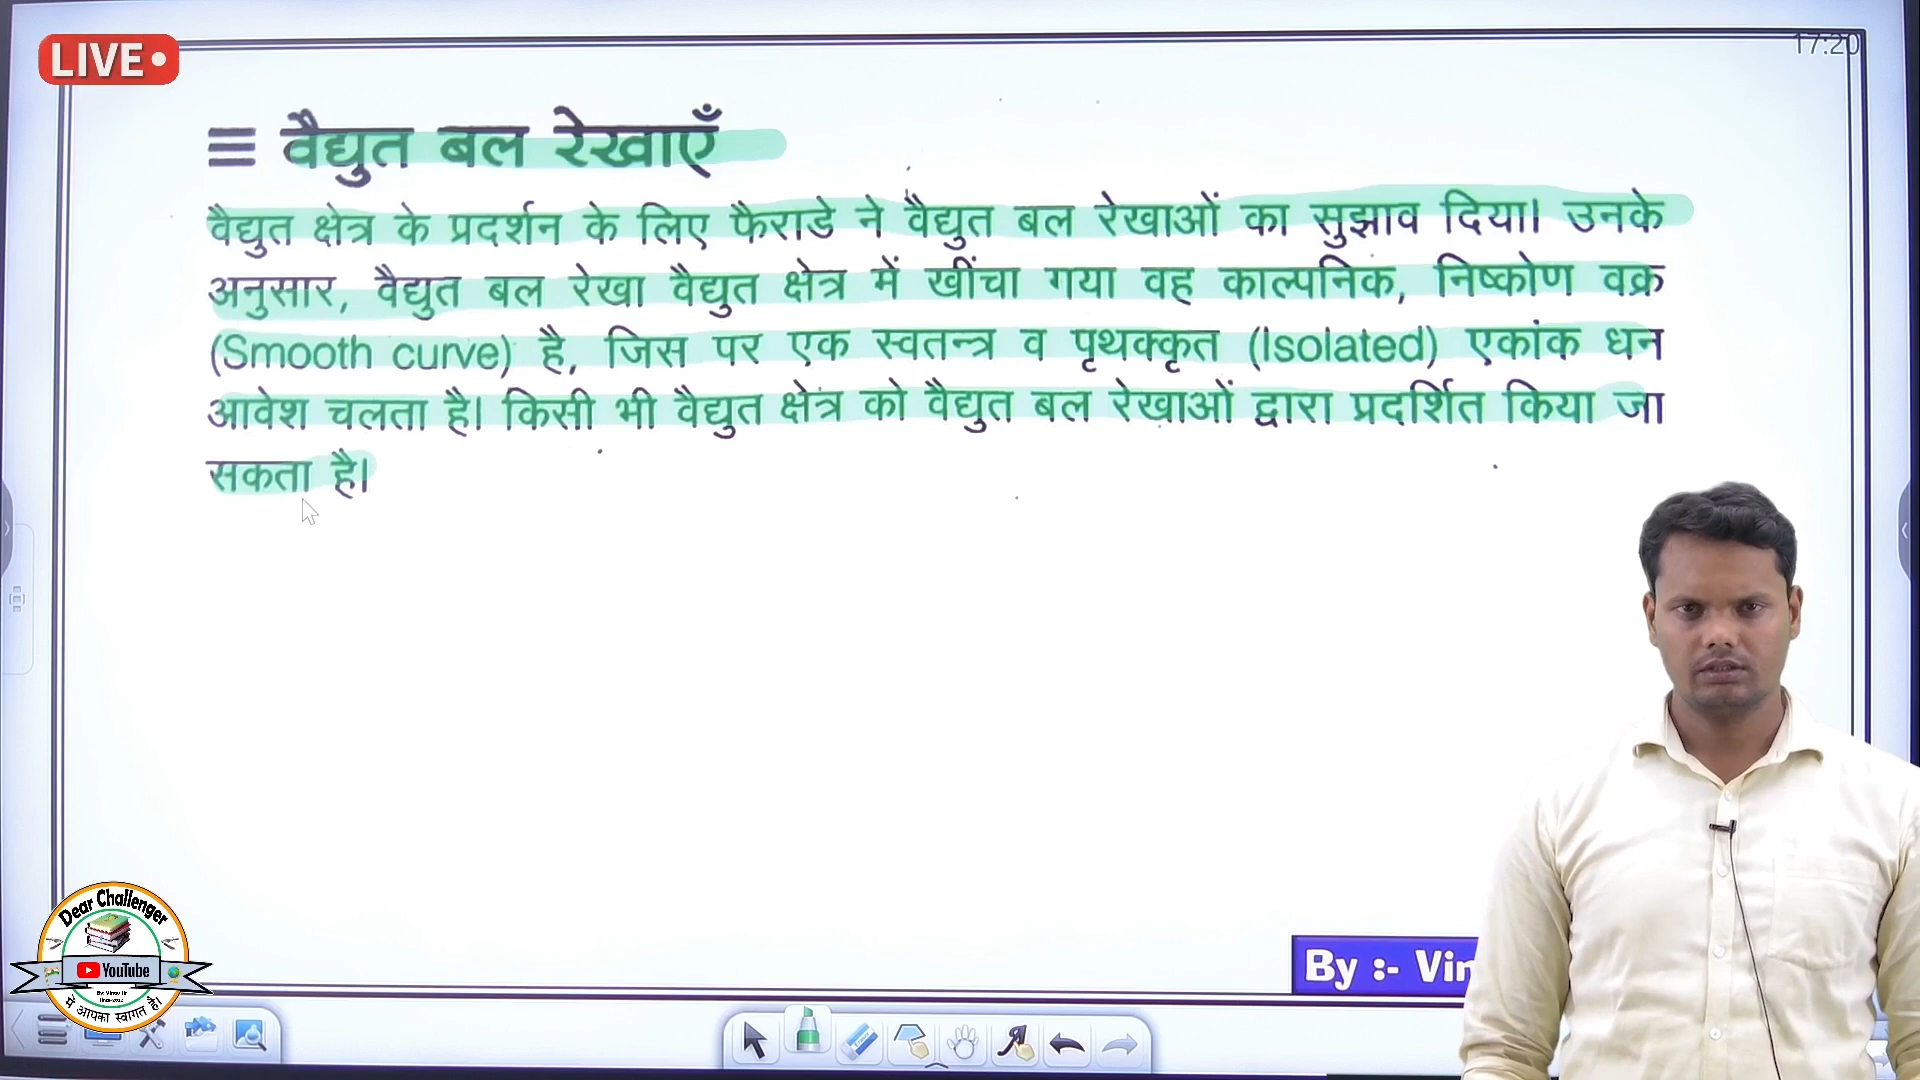 LIVE
17:20
≡ वैद्युत बल रेखाएँ
वैद्युत क्षेत्र के प्रदर्शन के लिए फैराडे ने वैद्युत बल रेखाओं का सुझाव दिया। उनके
अनुसार, वैद्युत बल रेखा वैद्युत क्षेत्र में खींचा गया वह काल्पनिक, निष्कोण वक्र
(Smooth curve) है, जिस पर एक स्वतन्त्र व पृथक्कृत (Isolated) एकांक धन
आवेश चलता है। किसी भी वैद्युत क्षेत्र को वैद्युत बल रेखाओं द्वारा प्रदर्शित किया जा
सकता है।
Dear Challenger
YouTube
में आपका स्वागत है।
By :- Vin